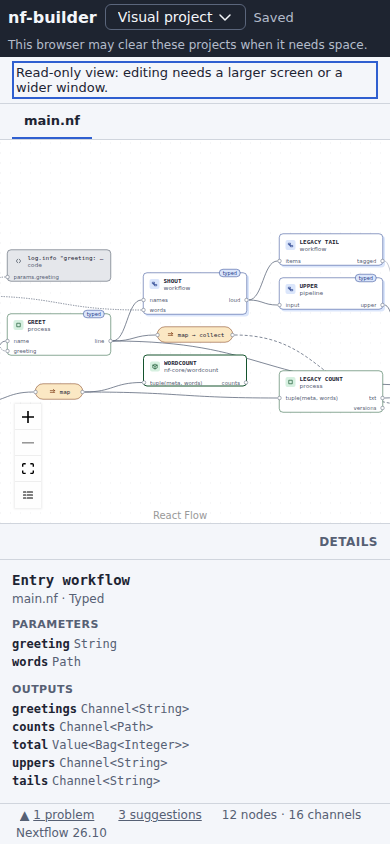 nf-builder Visual project Saved
This browser may clear these projects when it needs space.
Read-only view: editing needs a larger screen or a
wider window.
main.nf
log.info "greeting: …
code
params.greeting
typed
GREET
process
name line
greeting
typed
SHOUT
workflow
names loud
words
map → collect
WORDCOUNT
nf-core/wordcount
tuple(meta, words) counts
map
LEGACY TAIL
workflow
items tagged
typed
UPPER
pipeline
input upper
LEGACY COUNT
process
tuple(meta, words) txt
versions
React Flow
DETAILS
Entry workflow
main.nf · Typed
PARAMETERS
greeting String
words Path
OUTPUTS
greetings Channel<String>
counts Channel<Path>
total Value<Bag<Integer>>
uppers Channel<String>
tails Channel<String>
1 problem 3 suggestions 12 nodes · 16 channels
Nextflow 26.10